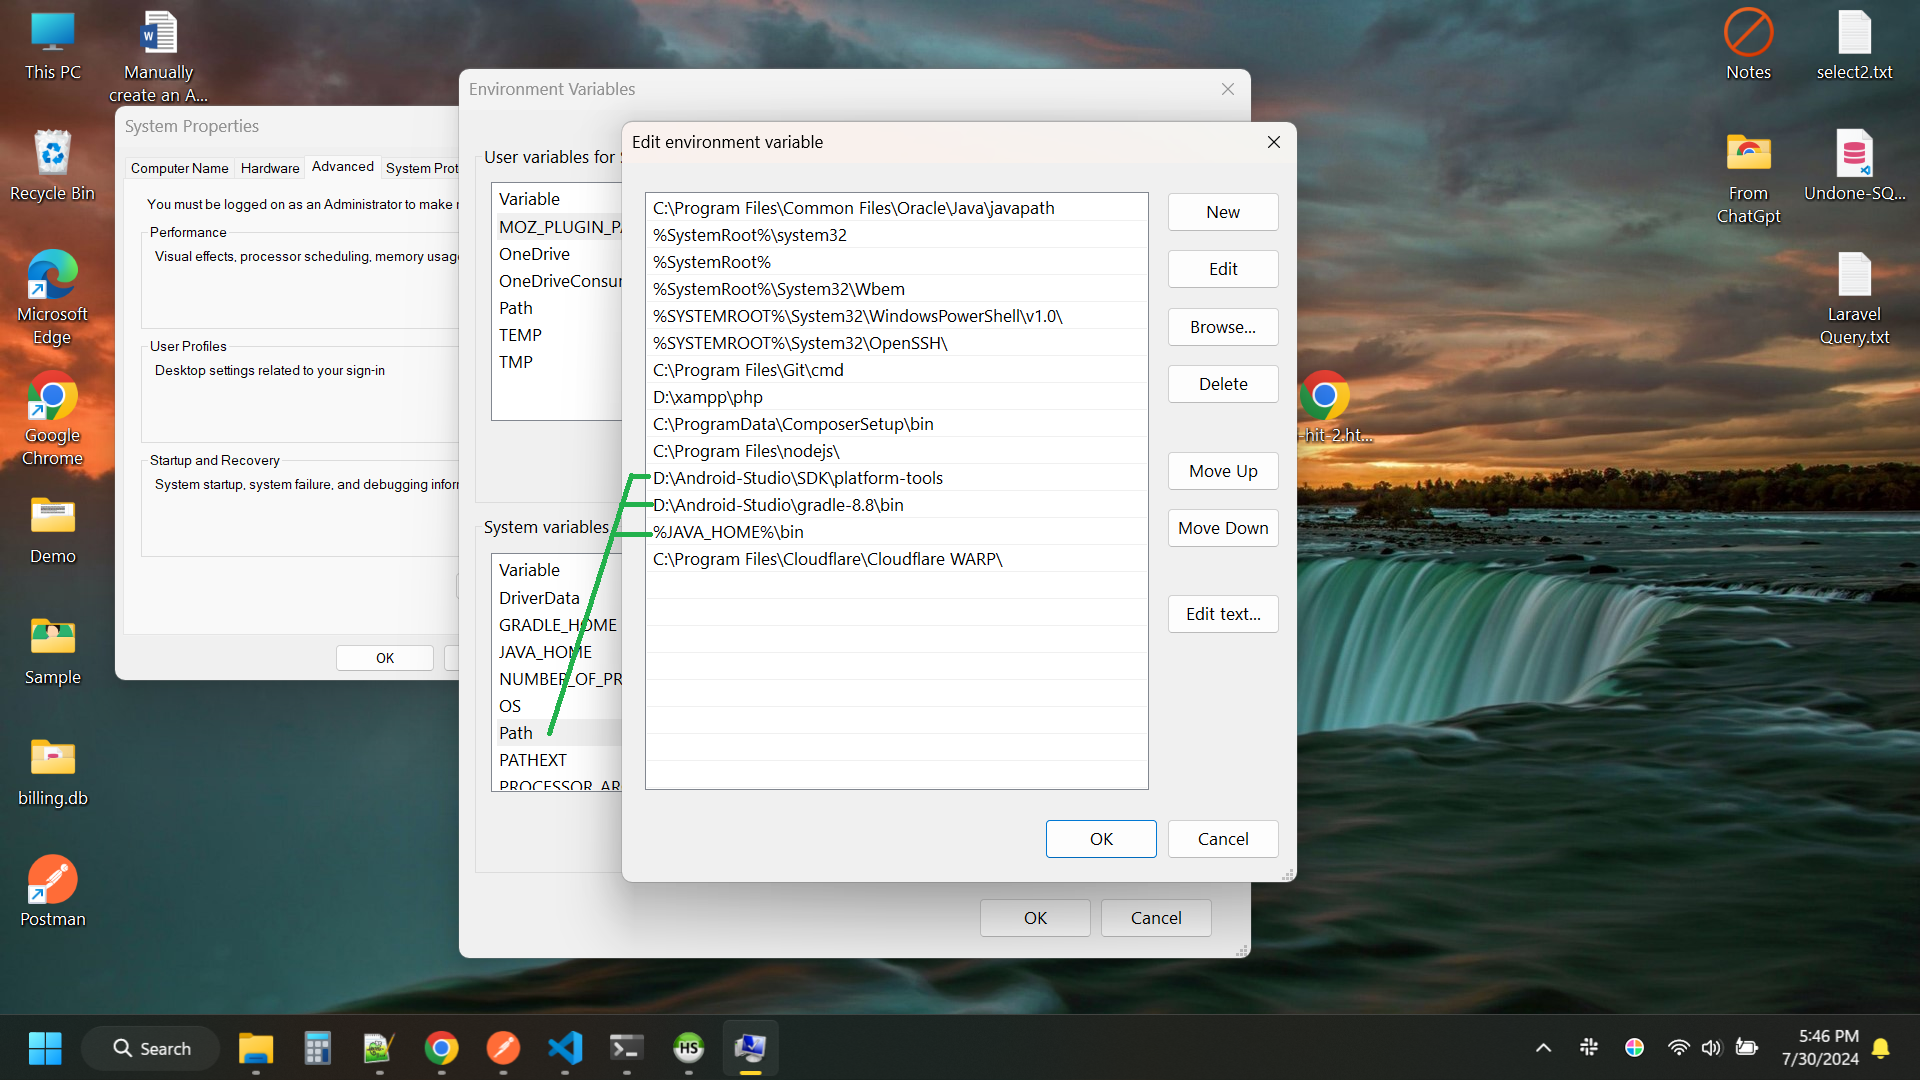 This PC
Manually
create an A...
Recycle Bin
Microsoft
Edge
Google
Chrome
Demo
Sample
billing.db
Postman
System Properties
Computer Name
Hardware
Advanced
System Prot
You must be logged on as an Administrator to make
Performance
Visual effects, processor scheduling, memory usag
User Profiles
Desktop settings related to your sign-in
Startup and Recovery
System startup, system failure, and debugging infor
OK
Environment Variables
User variables for S
Variable
MOZ_PLUGIN_PA
OneDrive
OneDriveConsur
Path
TEMP
TMP
System variables
Variable
DriverData
GRADLE_HOME
JAVA_HOME
NUMBER_OF_PR
OS
Path
PATHEXT
PROCESSOR_AR
OK
Cancel
Edit environment variable
C:\Program Files\Common Files\Oracle\Java\javapath
%SystemRoot%\system32
%SystemRoot%
%SystemRoot%\System32\Wbem
%SYSTEMROOT%\System32\WindowsPowerShell\v1.0\
%SYSTEMROOT%\System32\OpenSSH\
C:\Program Files\Git\cmd
D:\xampp\php
C:\ProgramData\ComposerSetup\bin
C:\Program Files\nodejs\
D:\Android-Studio\SDK\platform-tools
D:\Android-Studio\gradle-8.8\bin
%JAVA_HOME%\bin
C:\Program Files\Cloudflare\Cloudflare WARP\
New
Edit
Browse...
Delete
Move Up
Move Down
Edit text...
OK
Cancel
Notes
select2.txt
From
ChatGpt
Undone-SQ...
Laravel
Query.txt
-hit-2.ht...
Search
HS
5:46 PM
7/30/2024